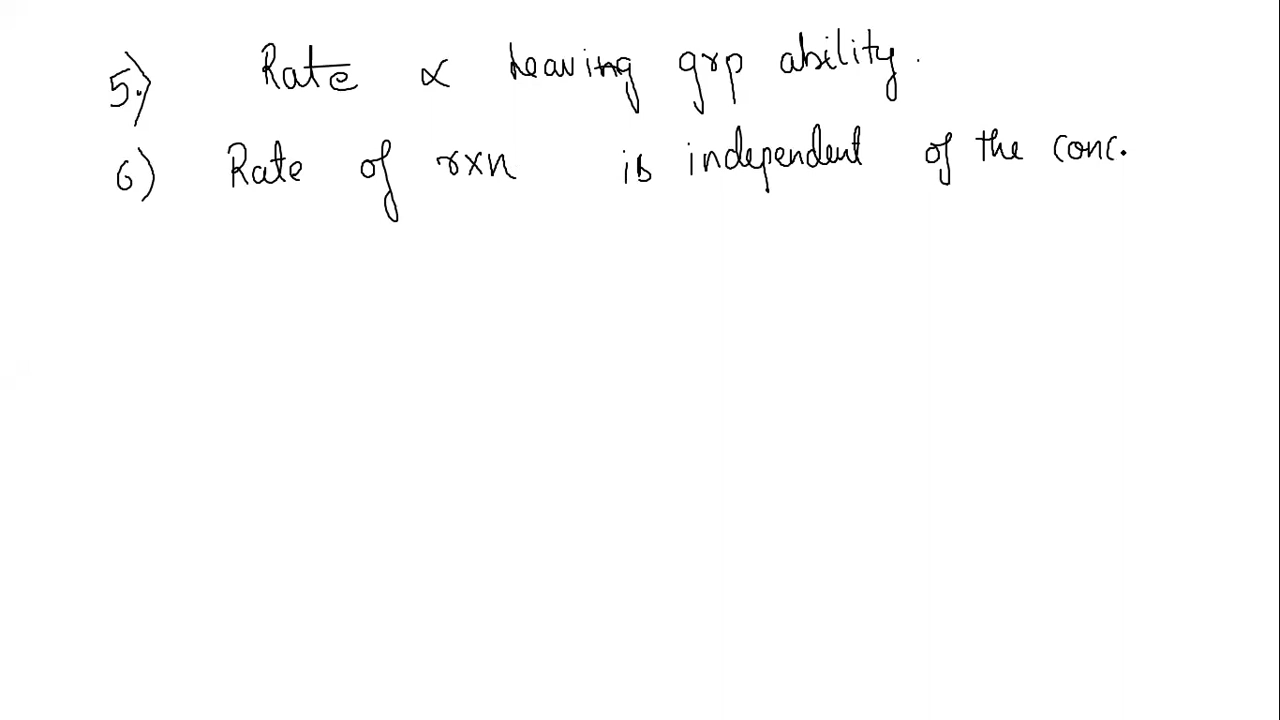 5.) Rate ∝ Leaving grp ability.
6) Rate of rxn is independent of the conc.